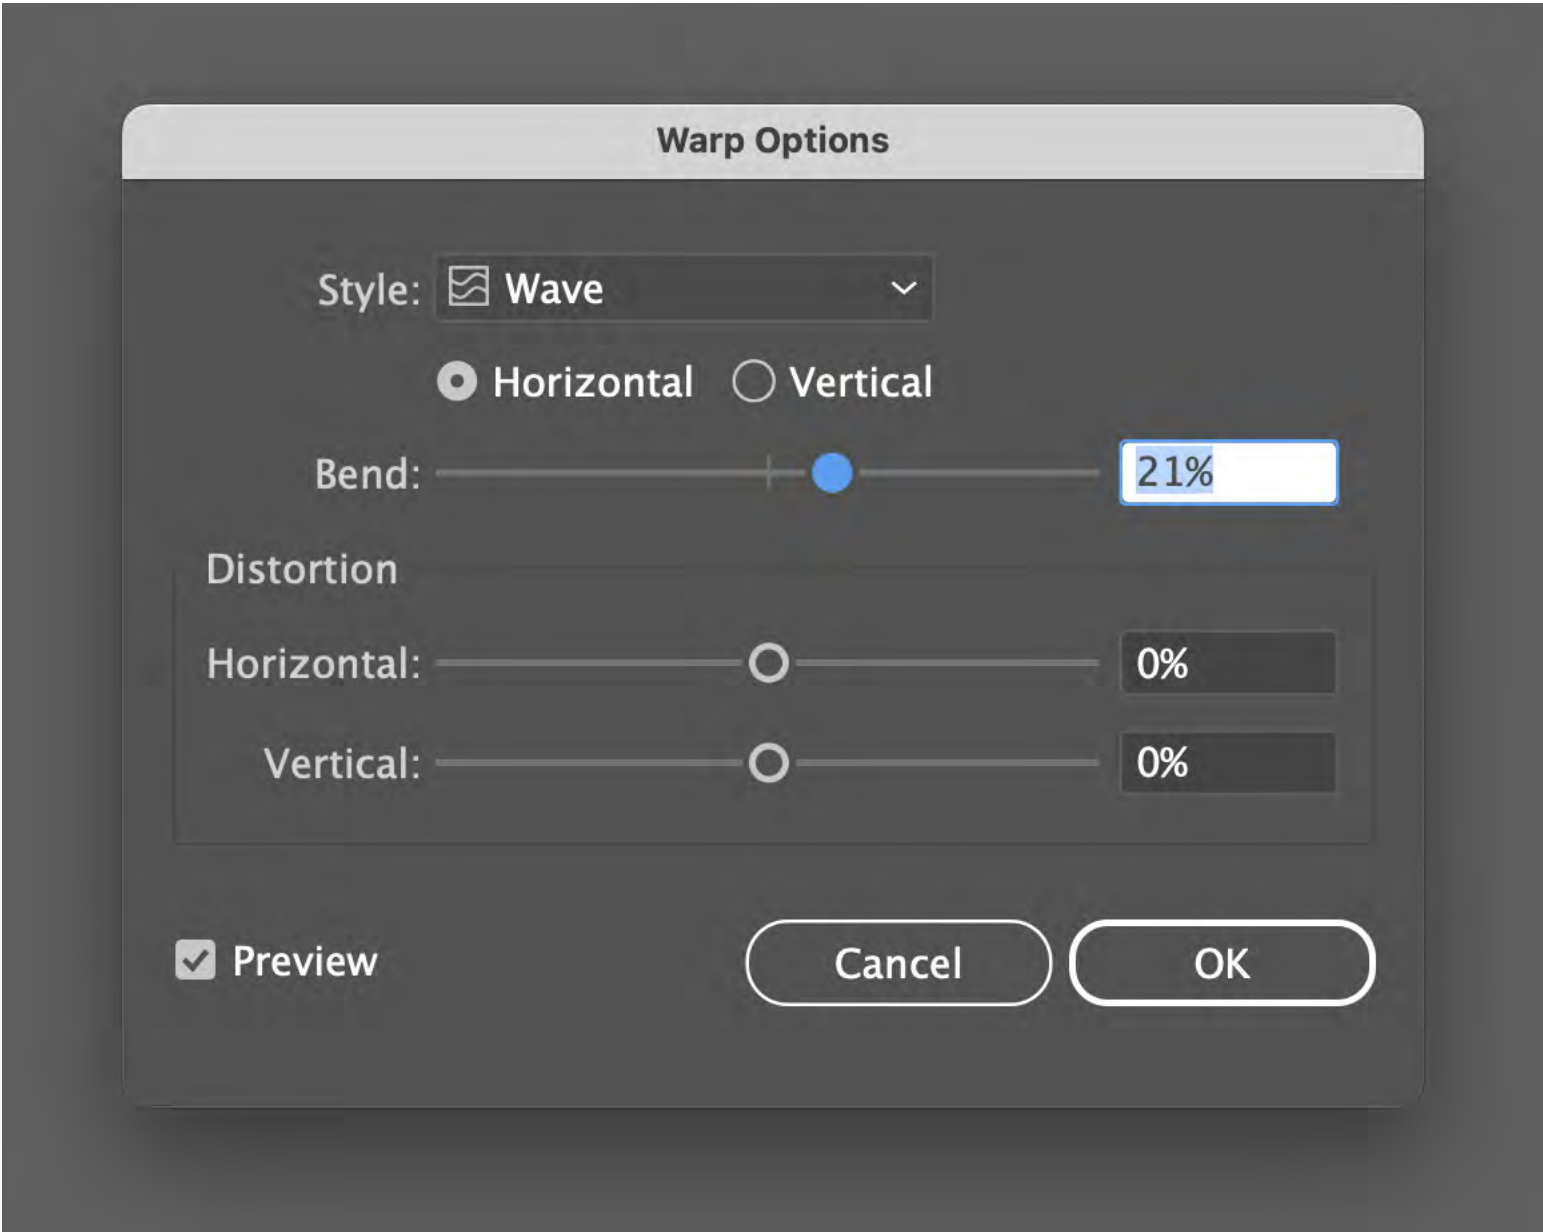 Warp Options
Style: Wave
Horizontal Vertical
Bend: 21%
Distortion
Horizontal: 0%
Vertical: 0%
Preview Cancel OK